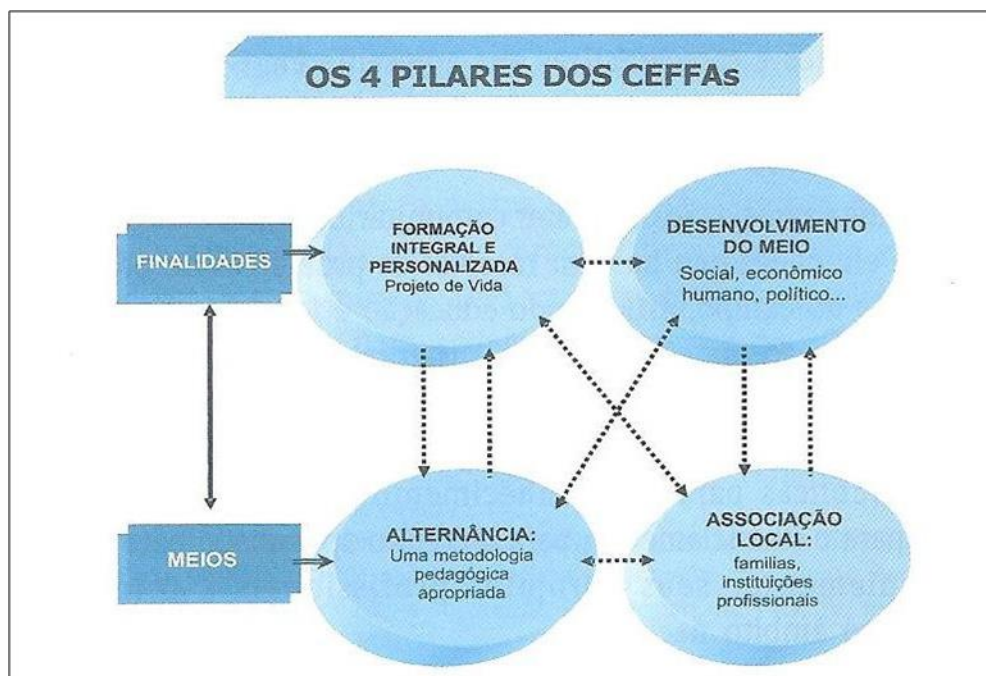 OS 4 PILARES DOS CEFFAs
FINALIDADES
FORMAÇÃO
INTEGRAL E
PERSONALIZADA
Projeto de Vida
DESENVOLVIMENTO
DO MEIO
Social, econômico
humano, político...
MEIOS
ALTERNÂNCIA:
Uma metodologia
pedagógica
apropriada
ASSOCIAÇÃO
LOCAL:
familias,
instituições
profissionais